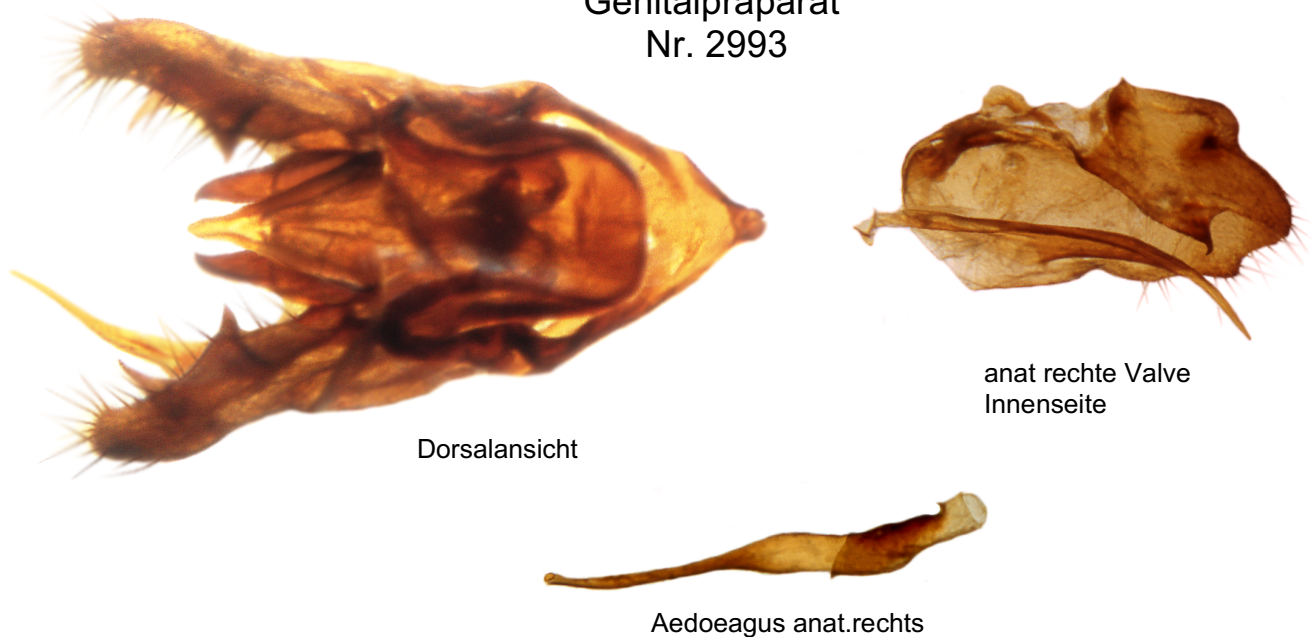 Genitalpräparat
Nr. 2993
anat rechte Valve
Innenseite
Dorsalansicht
Aedoeagus anat.rechts